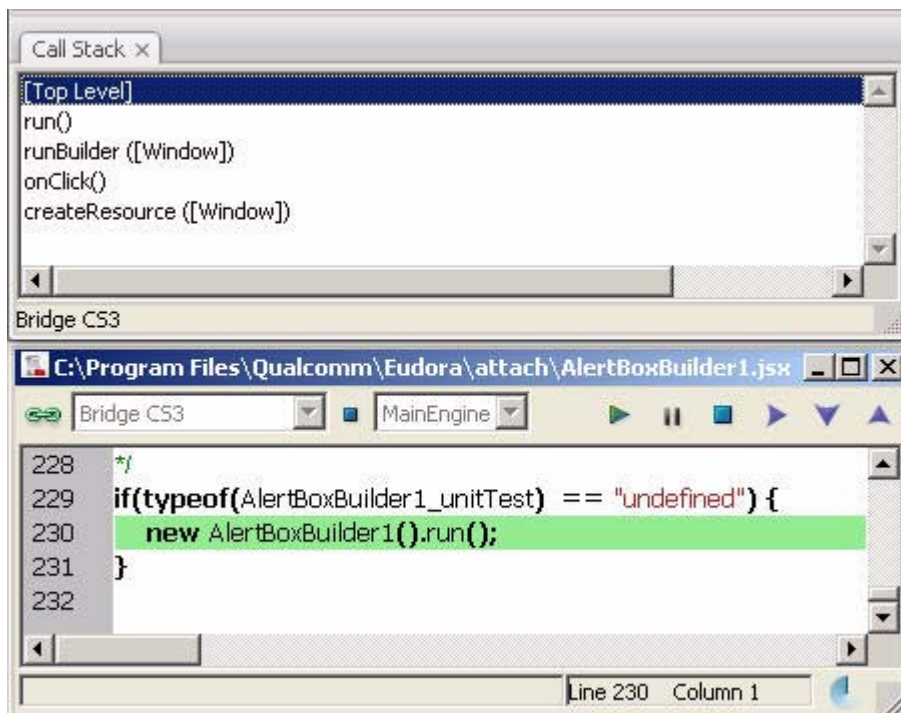 Call Stack
[Top Level]
run()
runBuilder ([Window])
onClick()
createResource ([Window])
Bridge CS3
C:\Program Files\Qualcomm\Eudora\attach\AlertBoxBuilder1.jsx
Bridge CS3 MainEngine
228 */
229 if(typeof(AlertBoxBuilder1_unitTest) == "undefined") {
230 new AlertBoxBuilder1().run();
231 }
232
Line 230 Column 1